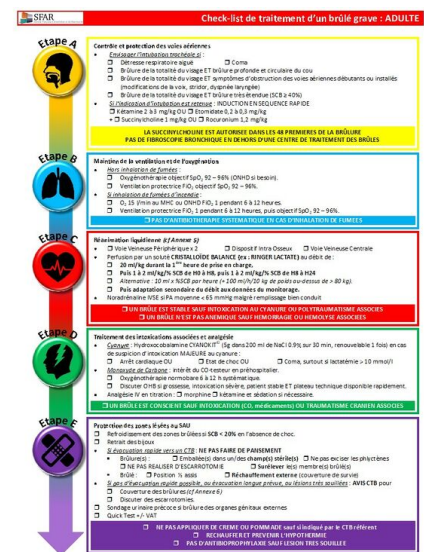 SFAR
Check-list de traitement d'un brûlé grave : ADULTE
Etape A
Contrôle et protection des voies aériennes
• Envisager l'intubation trachéale si :
❑ Détresse respiratoire aiguë ❑ Coma
❑ Brûlure de la totalité du visage ET brûlure profonde et circulaire du cou
❑ Brûlure de la totalité du visage ET symptômes d'obstruction des voies aériennes débutants ou installés
(modifications de la voix, stridor, dyspnée laryngée)
❑ Brûlure de la totalité du visage ET brûlure très étendue (SCB ≥ 40%)
• Si l'indication d'intubation est retenue : INDUCTION EN SEQUENCE RAPIDE
❑ Kétamine 2 à 3 mg/kg OU ❑ Etomidate 0,2 à 0,3 mg/kg
+ ❑ Succinylcholine 1 mg/kg OU ❑ Rocuronium 1,2 mg/kg
LA SUCCINYLCHOLINE EST AUTORISEE DANS LES 48 PREMIERES DE LA BRÛLURE
PAS DE FIBROSCOPIE BRONCHIQUE EN DEHORS D'UNE CENTRE DE TRAITEMENT DES BRÛLES
Etape B
Maintien de la ventilation et de l'oxygénation
• Hors inhalation de fumées :
❑ Oxygénothérapie objectif SpO₂ 92 – 96% (ONHD si besoin).
❑ Ventilation protectrice FiO₂ objectif SpO₂ 92 – 96%.
• Si inhalation de fumées d'incendie :
❑ O₂ 15 l/min au MHC ou ONHD FiO₂ 1 pendant 6 à 12 heures.
❑ Ventilation protectrice FiO₂ 1 pendant 6 à 12 heures, puis objectif SpO₂ 92 – 96%.
❑ PAS D'ANTIBIOTHERAPIE SYSTEMATIQUE EN CAS D'INHALATION DE FUMEES
Etape C
Réanimation liquidienne (cf Annexe 5)
• ❑ Voie Veineuse Périphérique x 2 ❑ Dispositif Intra Osseux ❑ Voie Veineuse Centrale
• Perfusion par un soluté CRISTALLOÏDE BALANCE (ex : RINGER LACTATE) au débit de :
❑ 20 ml/kg durant la 1ère heure de prise en charge,
❑ Puis 1 à 2 ml/kg/% SCB de H0 à H8, puis 1 à 2 ml/kg/% SCB de H8 à H24
❑ Alternative : 10 ml x %SCB par heure (+ 100 ml/h/10 kg de poids au-dessus de > 80 kg).
❑ Puis adaptation secondaire du débit aux données du monitorage.
• Noradrénaline IVSE si PA moyenne < 65 mmHg malgré remplissage bien conduit
❑ UN BRÛLE EST STABLE SAUF INTOXICATION AU CYANURE OU POLYTRAUMATISME ASSOCIES
❑ UN BRÛLE N'EST PAS ANEMIQUE SAUF HEMORRAGIE OU HEMOLYSE ASSOCIES
Etape D
Traitement des intoxications associées et analgésie
• Cyanure : Hydroxocobalamine CYANOKIT® (5g dans 200 ml de NaCl 0.9% sur 30 min, renouvelable 1 fois) en cas
de suspicion d'intoxication MAJEURE au cyanure :
❑ Arrêt cardiaque OU ❑ Etat de choc OU ❑ Coma, surtout si lactatémie > 10 mmol/l
• Monoxyde de Carbone : intérêt du CO-testeur en préhospitalier.
❑ Oxygénothérapie normobare 6 à 12 h systématique.
❑ Discuter OHB si grossesse, intoxication sévère, patient stable ET plateau technique disponible rapidement.
• Analgésie IV en titration : ❑ morphine ❑ kétamine et sédation si nécessaire.
❑ UN BRÛLE EST CONSCIENT SAUF INTOXICATION (CO, médicaments) OU TRAUMATISME CRANIEN ASSOCIES
Etape E
Protection des zones lésées au SAU
❑ Refroidissement des zones brûlées si SCB < 20% en l'absence de choc.
❑ Retrait des bijoux
❑ Si évacuation rapide vers un CTB : NE PAS FAIRE DE PANSEMENT
• Brûlure(s) : ❑ Emballée(s) dans un/des champ(s) stérile(s) ❑ Ne pas exciser les phlyctènes
❑ NE PAS REALISER D'ESCARROTOMIE ❑ Surélever le(s) membre(s) brûlé(s)
• Brûlé : ❑ Position ½ assis ❑ Réchauffement externe (couverture de survie)
❑ Si pas d'évacuation rapide possible, ou évacuation longue prévue, ou lésions très souillées : AVIS CTB pour
❑ Couverture des brûlures (cf Annexe 6)
❑ Discuter des escarrotomies.
❑ Sondage urinaire précoce si brûlure des organes génitaux externes
❑ Quick Test +/- VAT
❑ NE PAS APPLIQUER DE CREME OU POMMADE sauf si indiqué par le CTB référent
❑ RECHAUFFER ET PREVENIR L'HYPOTHERMIE
❑ PAS D'ANTIBIOPROPHYLAXIE SAUF LESION TRES SOUILLEE